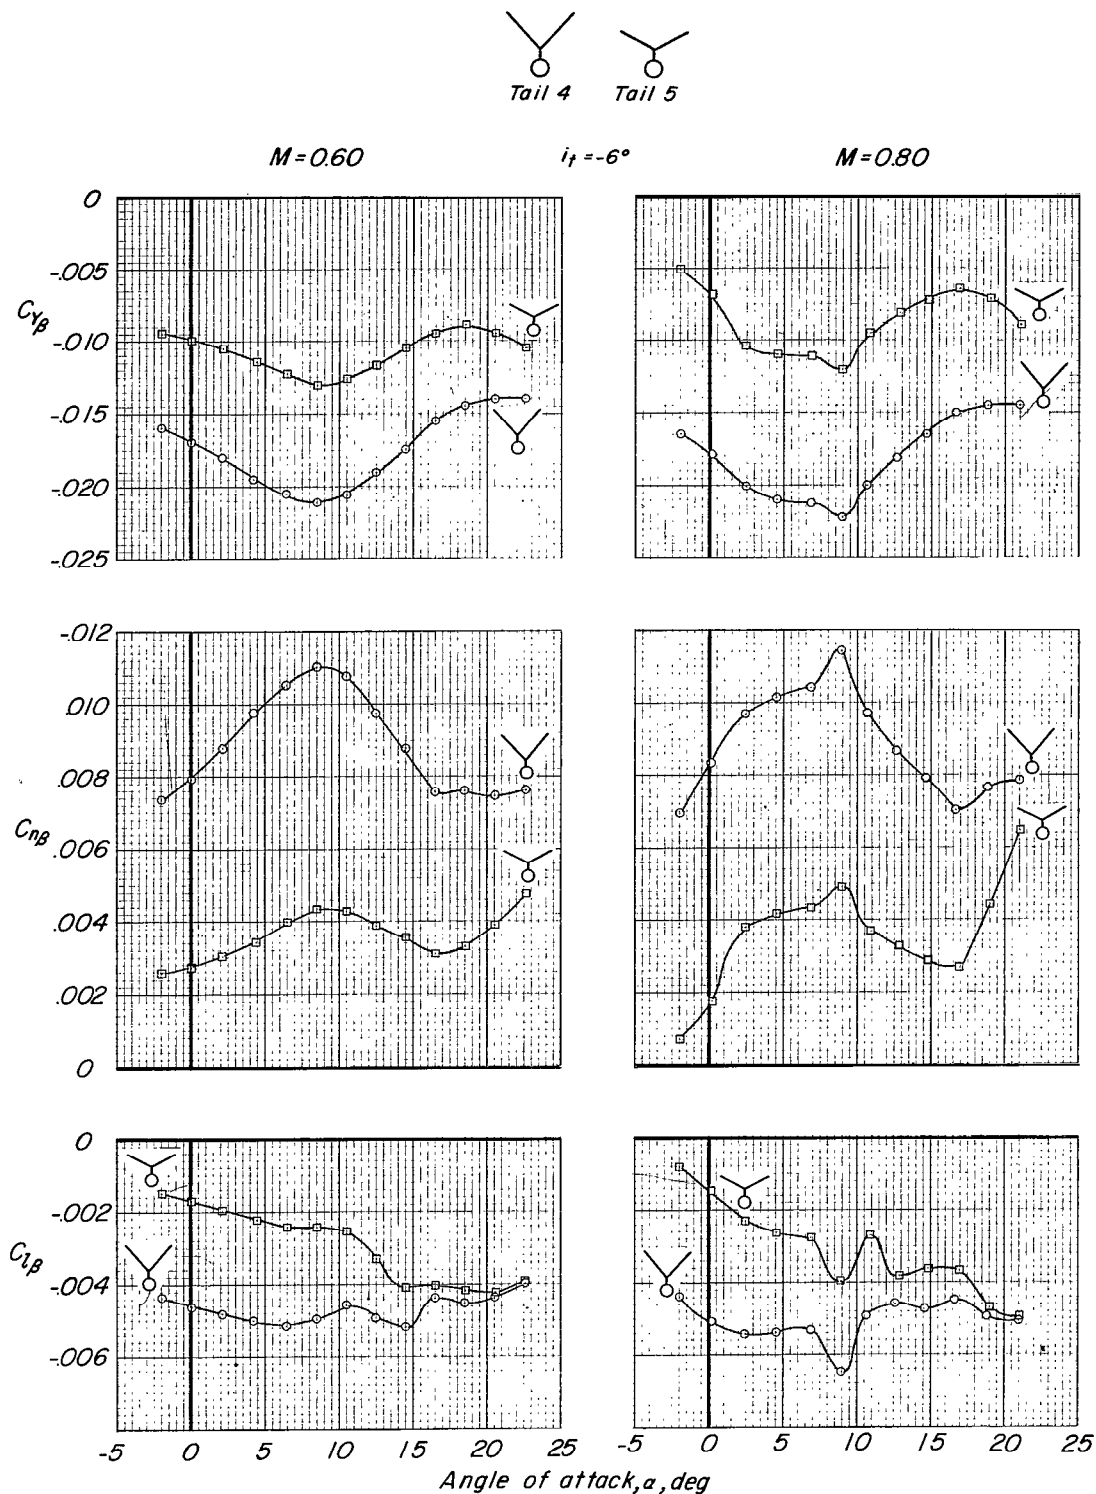 Tail 4 Tail 5
M=0.60 i_t=-6° M=0.80
0
-.005
C_Yβ
-.010
-.015
-.020
-.025
-.012
.010
.008
C_nβ
.006
.004
.002
0
0
-.002
C_lβ
-.004
-.006
-5 0 5 10 15 20 25 -5 0 5 10 15 20 25
Angle of attack, α, deg